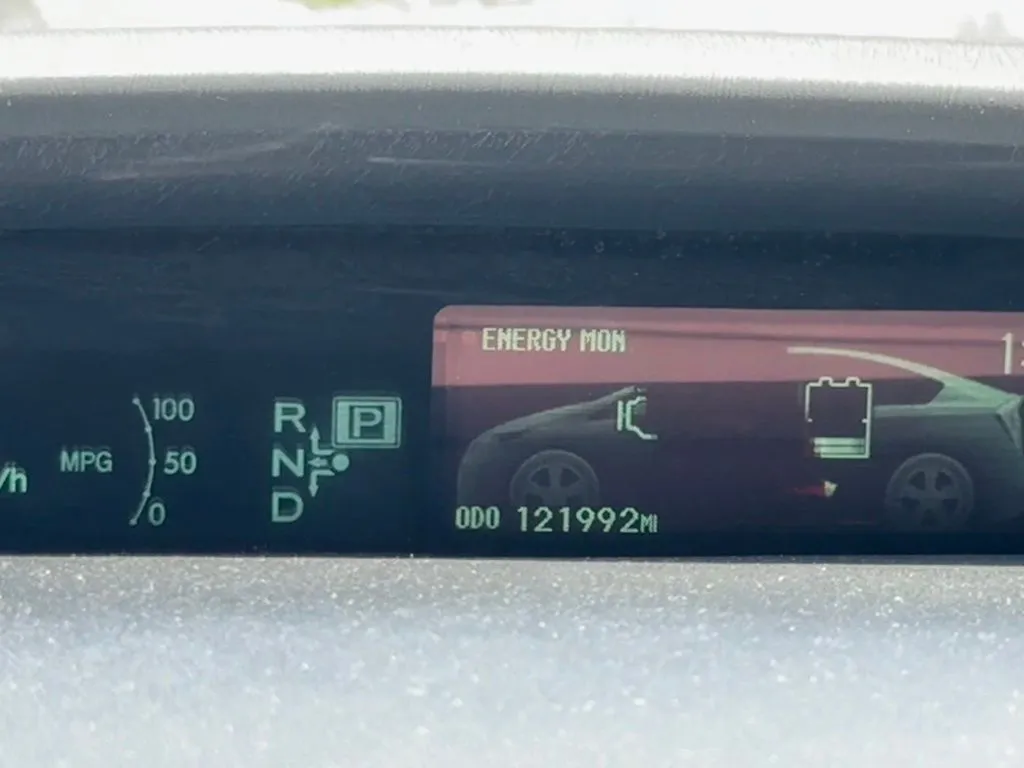 ENERGY MON
100
MPG 50
0
R P
N
D
/h
ODO 121992MI